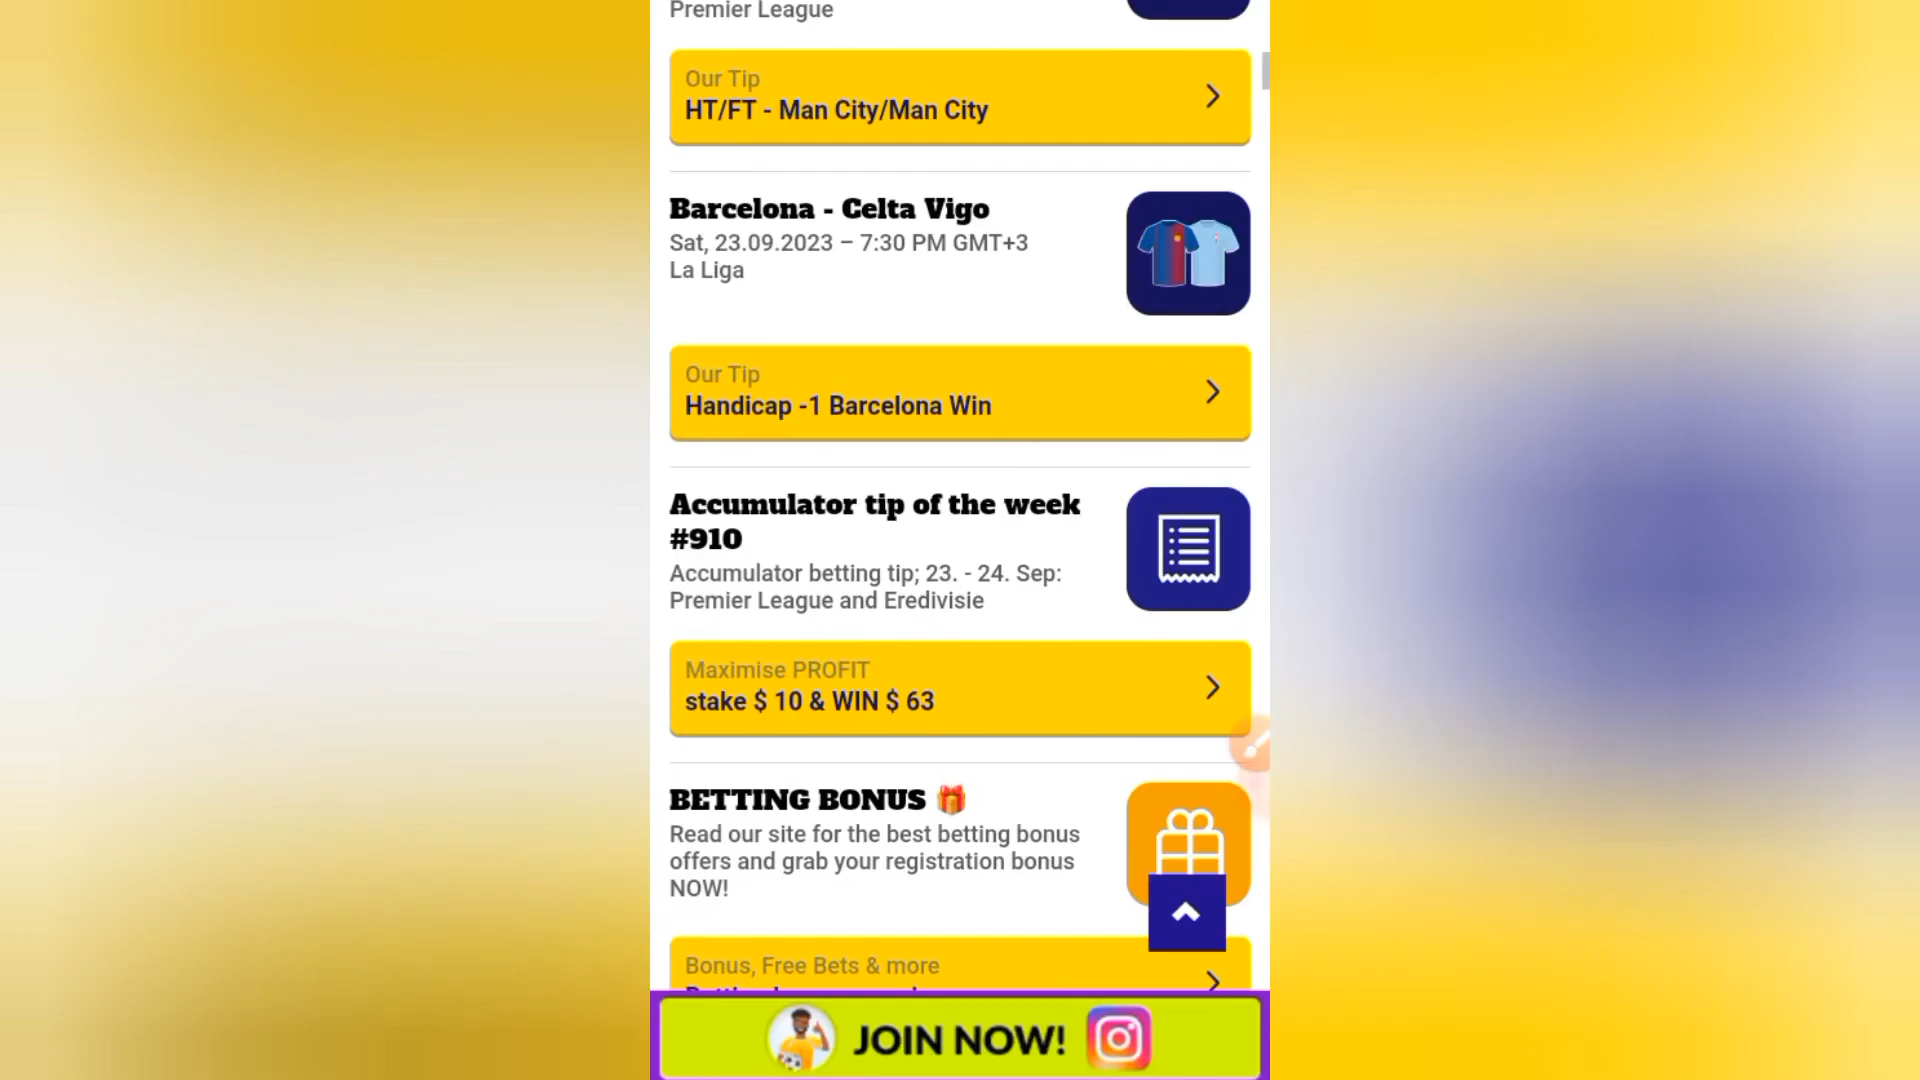 Premier League
Our Tip
HT/FT - Man City/Man City
Barcelona - Celta Vigo
Sat, 23.09.2023 – 7:30 PM GMT+3
La Liga
Our Tip
Handicap -1 Barcelona Win
Accumulator tip of the week
#910
Accumulator betting tip; 23. - 24. Sep:
Premier League and Eredivisie
Maximise PROFIT
stake $ 10 & WIN $ 63
BETTING BONUS 🎁
Read our site for the best betting bonus
offers and grab your registration bonus
NOW!
Bonus, Free Bets & more
JOIN NOW!